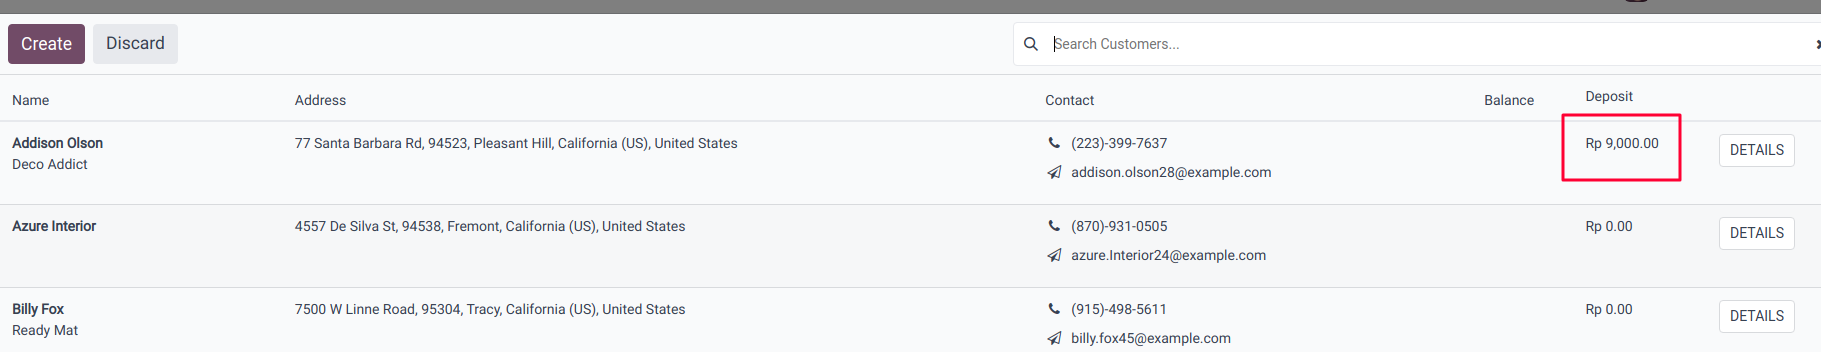 Create Discard Search Customers...
Name Address Contact Balance Deposit
Addison Olson 77 Santa Barbara Rd, 94523, Pleasant Hill, California (US), United States (223)-399-7637 Rp 9,000.00 DETAILS
Deco Addict addison.olson28@example.com
Azure Interior 4557 De Silva St, 94538, Fremont, California (US), United States (870)-931-0505 Rp 0.00 DETAILS
azure.Interior24@example.com
Billy Fox 7500 W Linne Road, 95304, Tracy, California (US), United States (915)-498-5611 Rp 0.00 DETAILS
Ready Mat billy.fox45@example.com